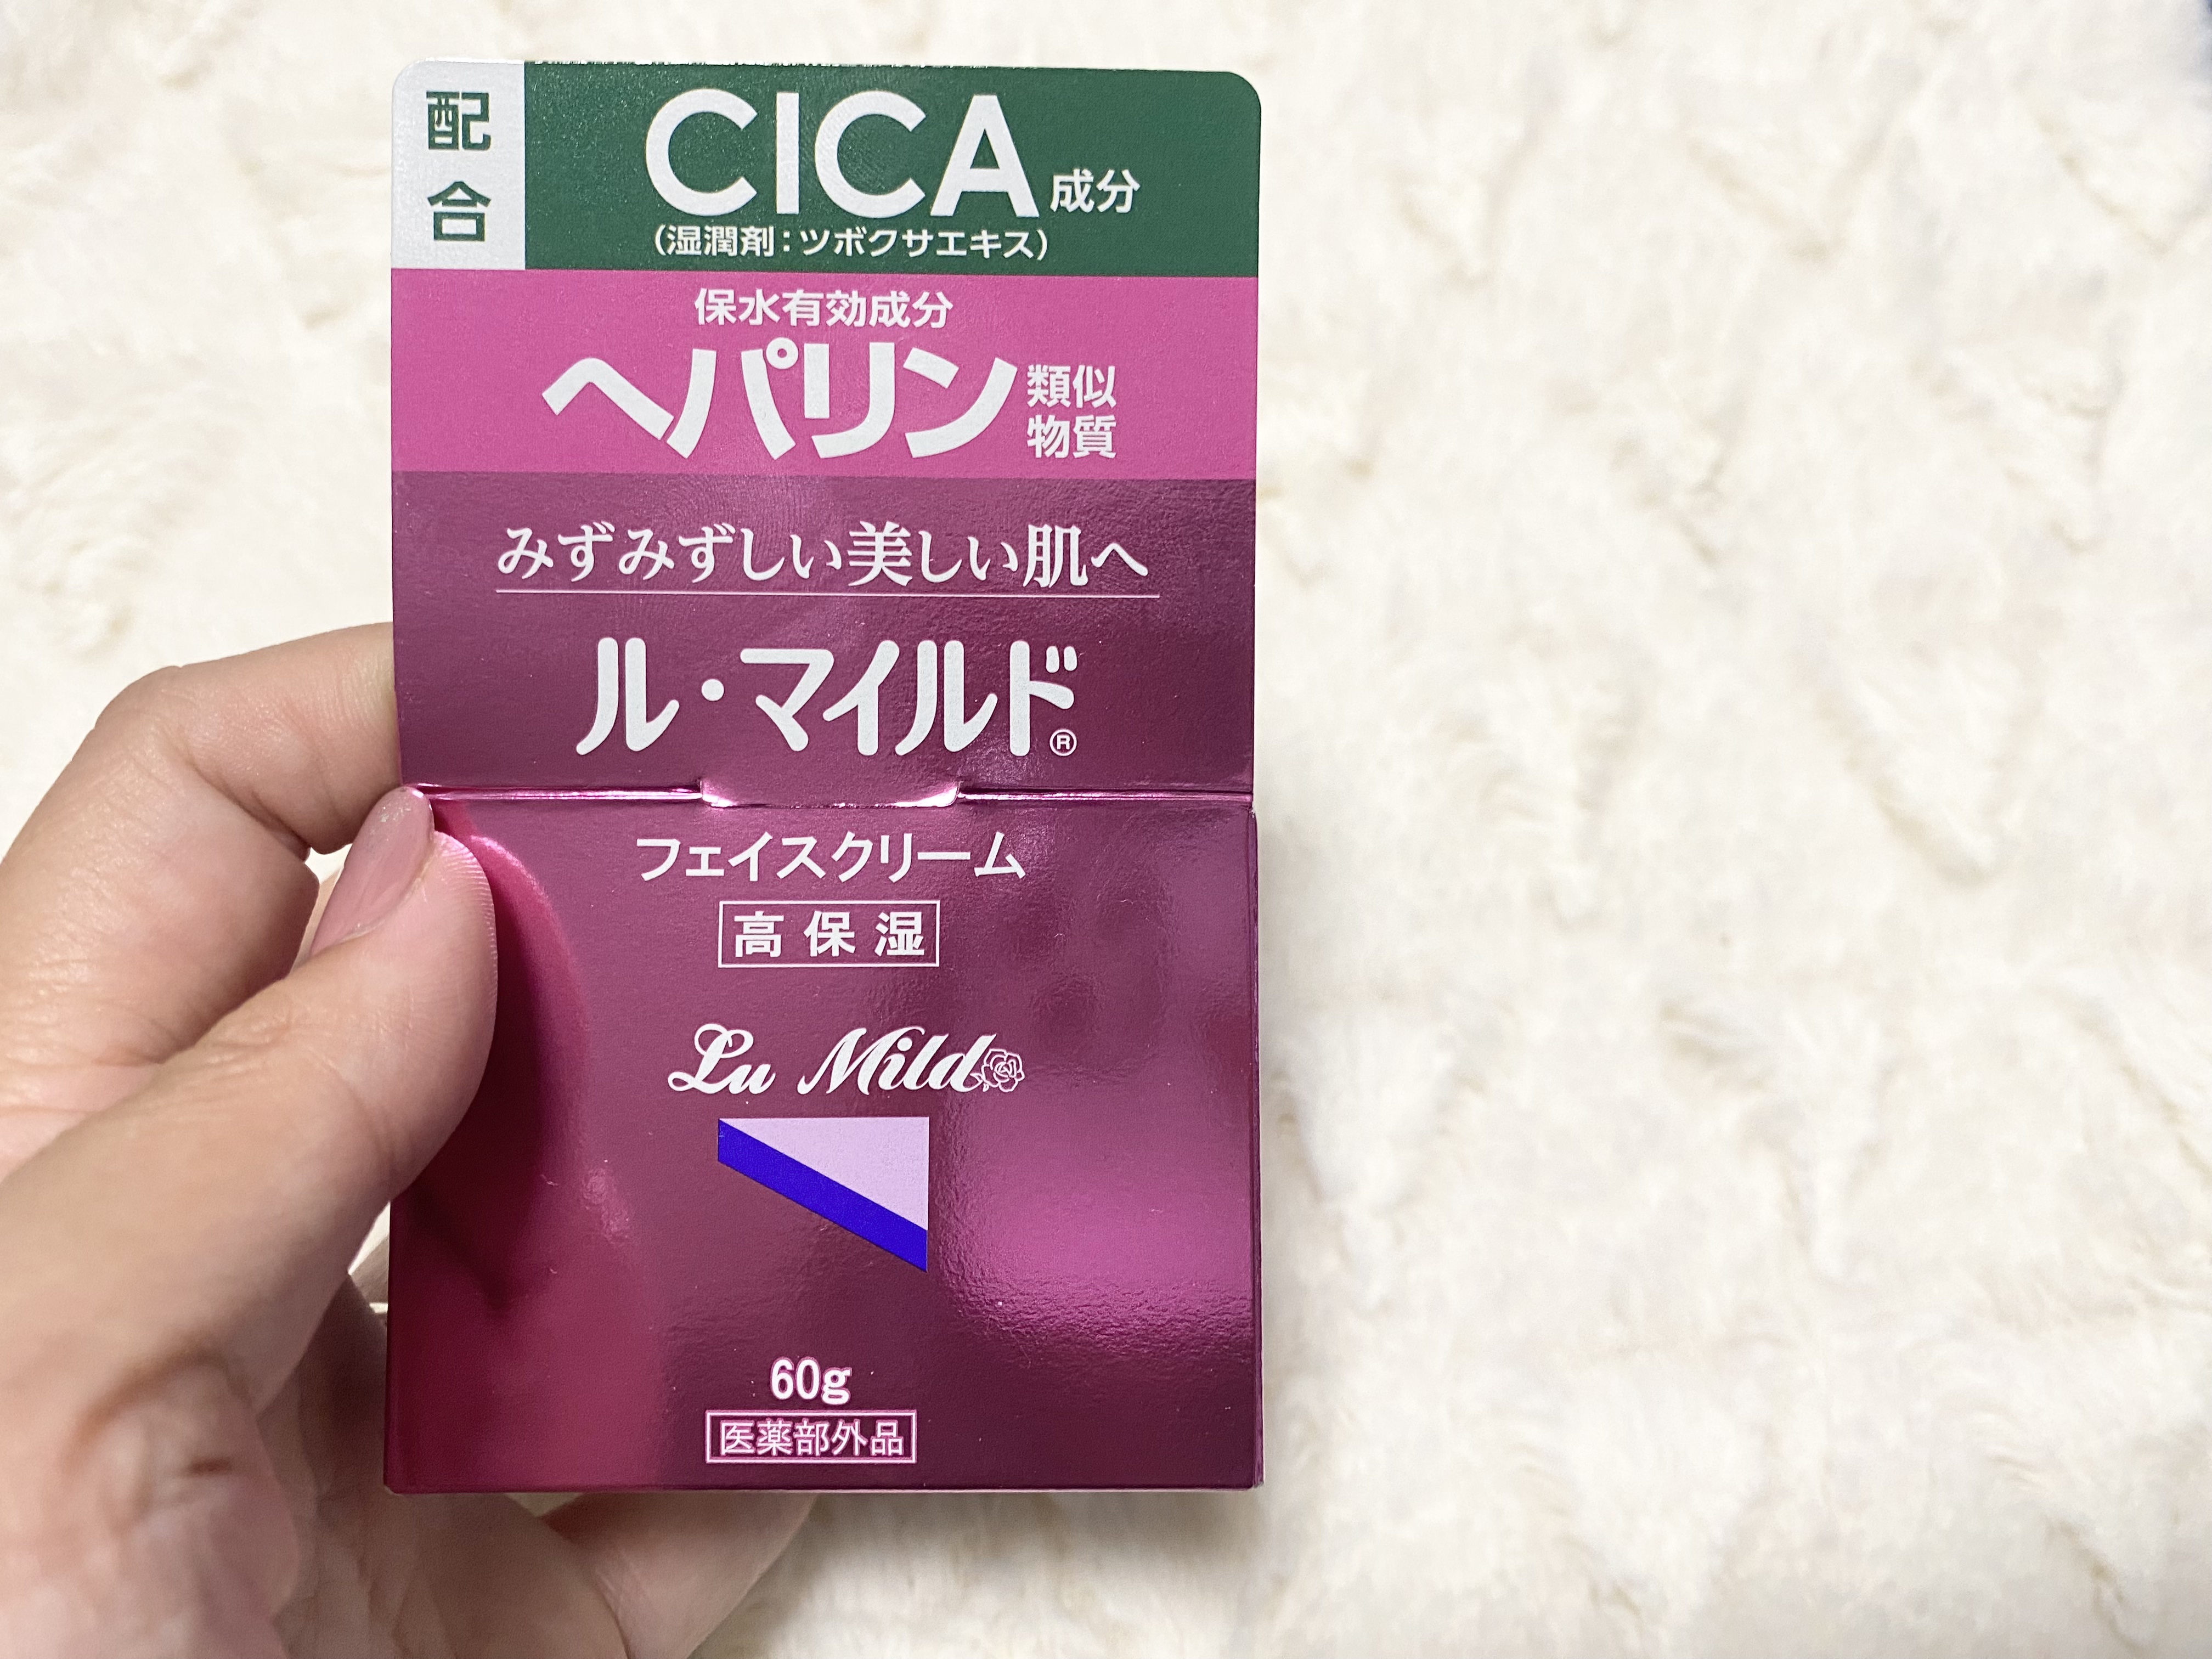 配合
CICA成分
（湿潤剤：ツボクサエキス）
保水有効成分
ヘパリン類似物質
みずみずしい美しい肌へ
ル・マイルド®
フェイスクリーム
高保湿
Lu Mild
60g
医薬部外品